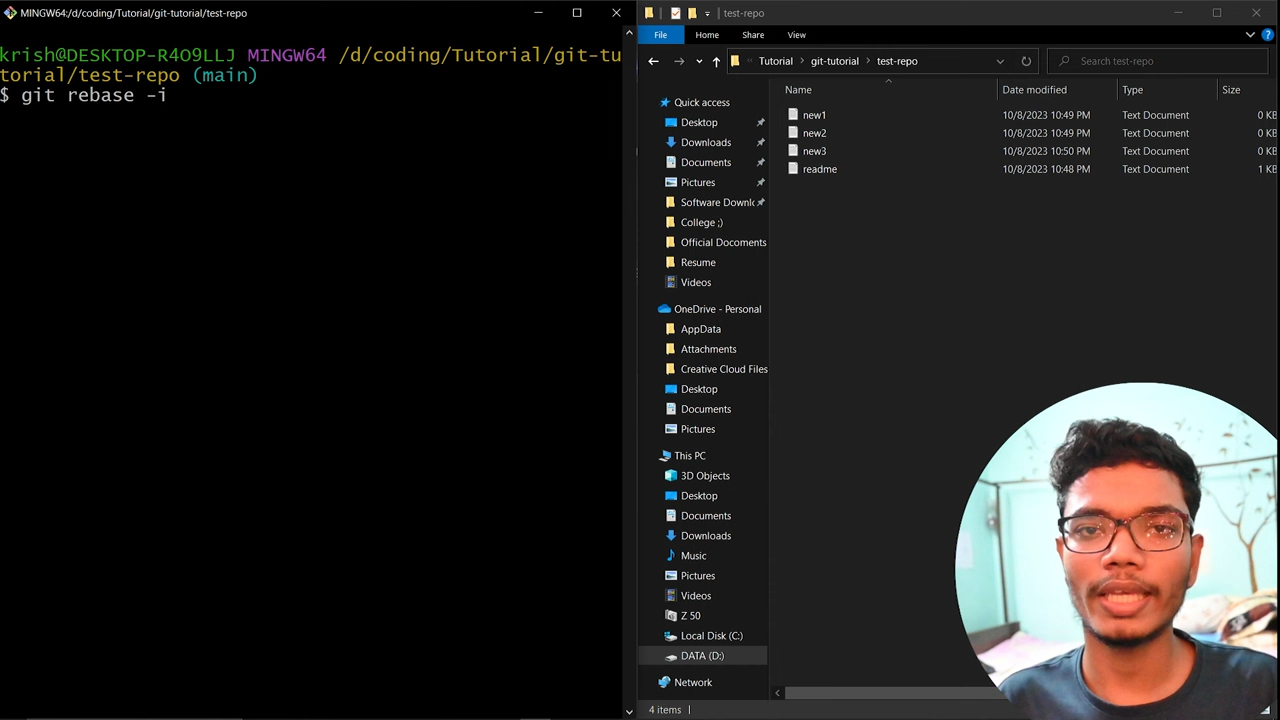 MINGW64:/d/coding/Tutorial/git-tutorial/test-repo
krish@DESKTOP-R4O9LLJ MINGW64 /d/coding/Tutorial/git-tu
torial/test-repo (main)
$ git rebase -i
test-repo
File Home Share View
Tutorial git-tutorial test-repo
Search test-repo
Name Date modified Type Size
new1 10/8/2023 10:49 PM Text Document 0 KB
new2 10/8/2023 10:49 PM Text Document 0 KB
new3 10/8/2023 10:50 PM Text Document 0 KB
readme 10/8/2023 10:48 PM Text Document 1 KB
Quick access
Desktop
Downloads
Documents
Pictures
Software Downlo
College ;)
Official Docoments
Resume
Videos
OneDrive - Personal
AppData
Attachments
Creative Cloud Files
Desktop
Documents
Pictures
This PC
3D Objects
Desktop
Documents
Downloads
Music
Pictures
Videos
Z 50
Local Disk (C:)
DATA (D:)
Network
4 items